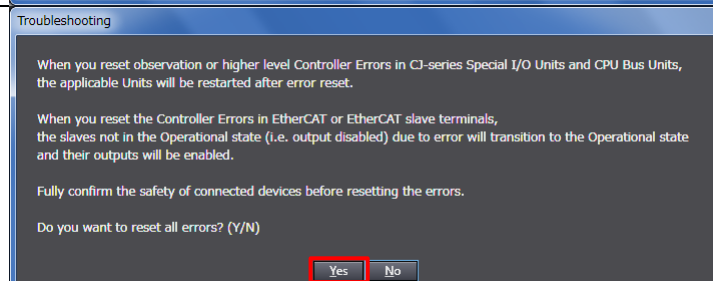 Troubleshooting
When you reset observation or higher level Controller Errors in CJ-series Special I/O Units and CPU Bus Units,
the applicable Units will be restarted after error reset.
When you reset the Controller Errors in EtherCAT or EtherCAT slave terminals,
the slaves not in the Operational state (i.e. output disabled) due to error will transition to the Operational state
and their outputs will be enabled.
Fully confirm the safety of connected devices before resetting the errors.
Do you want to reset all errors? (Y/N)
Yes No